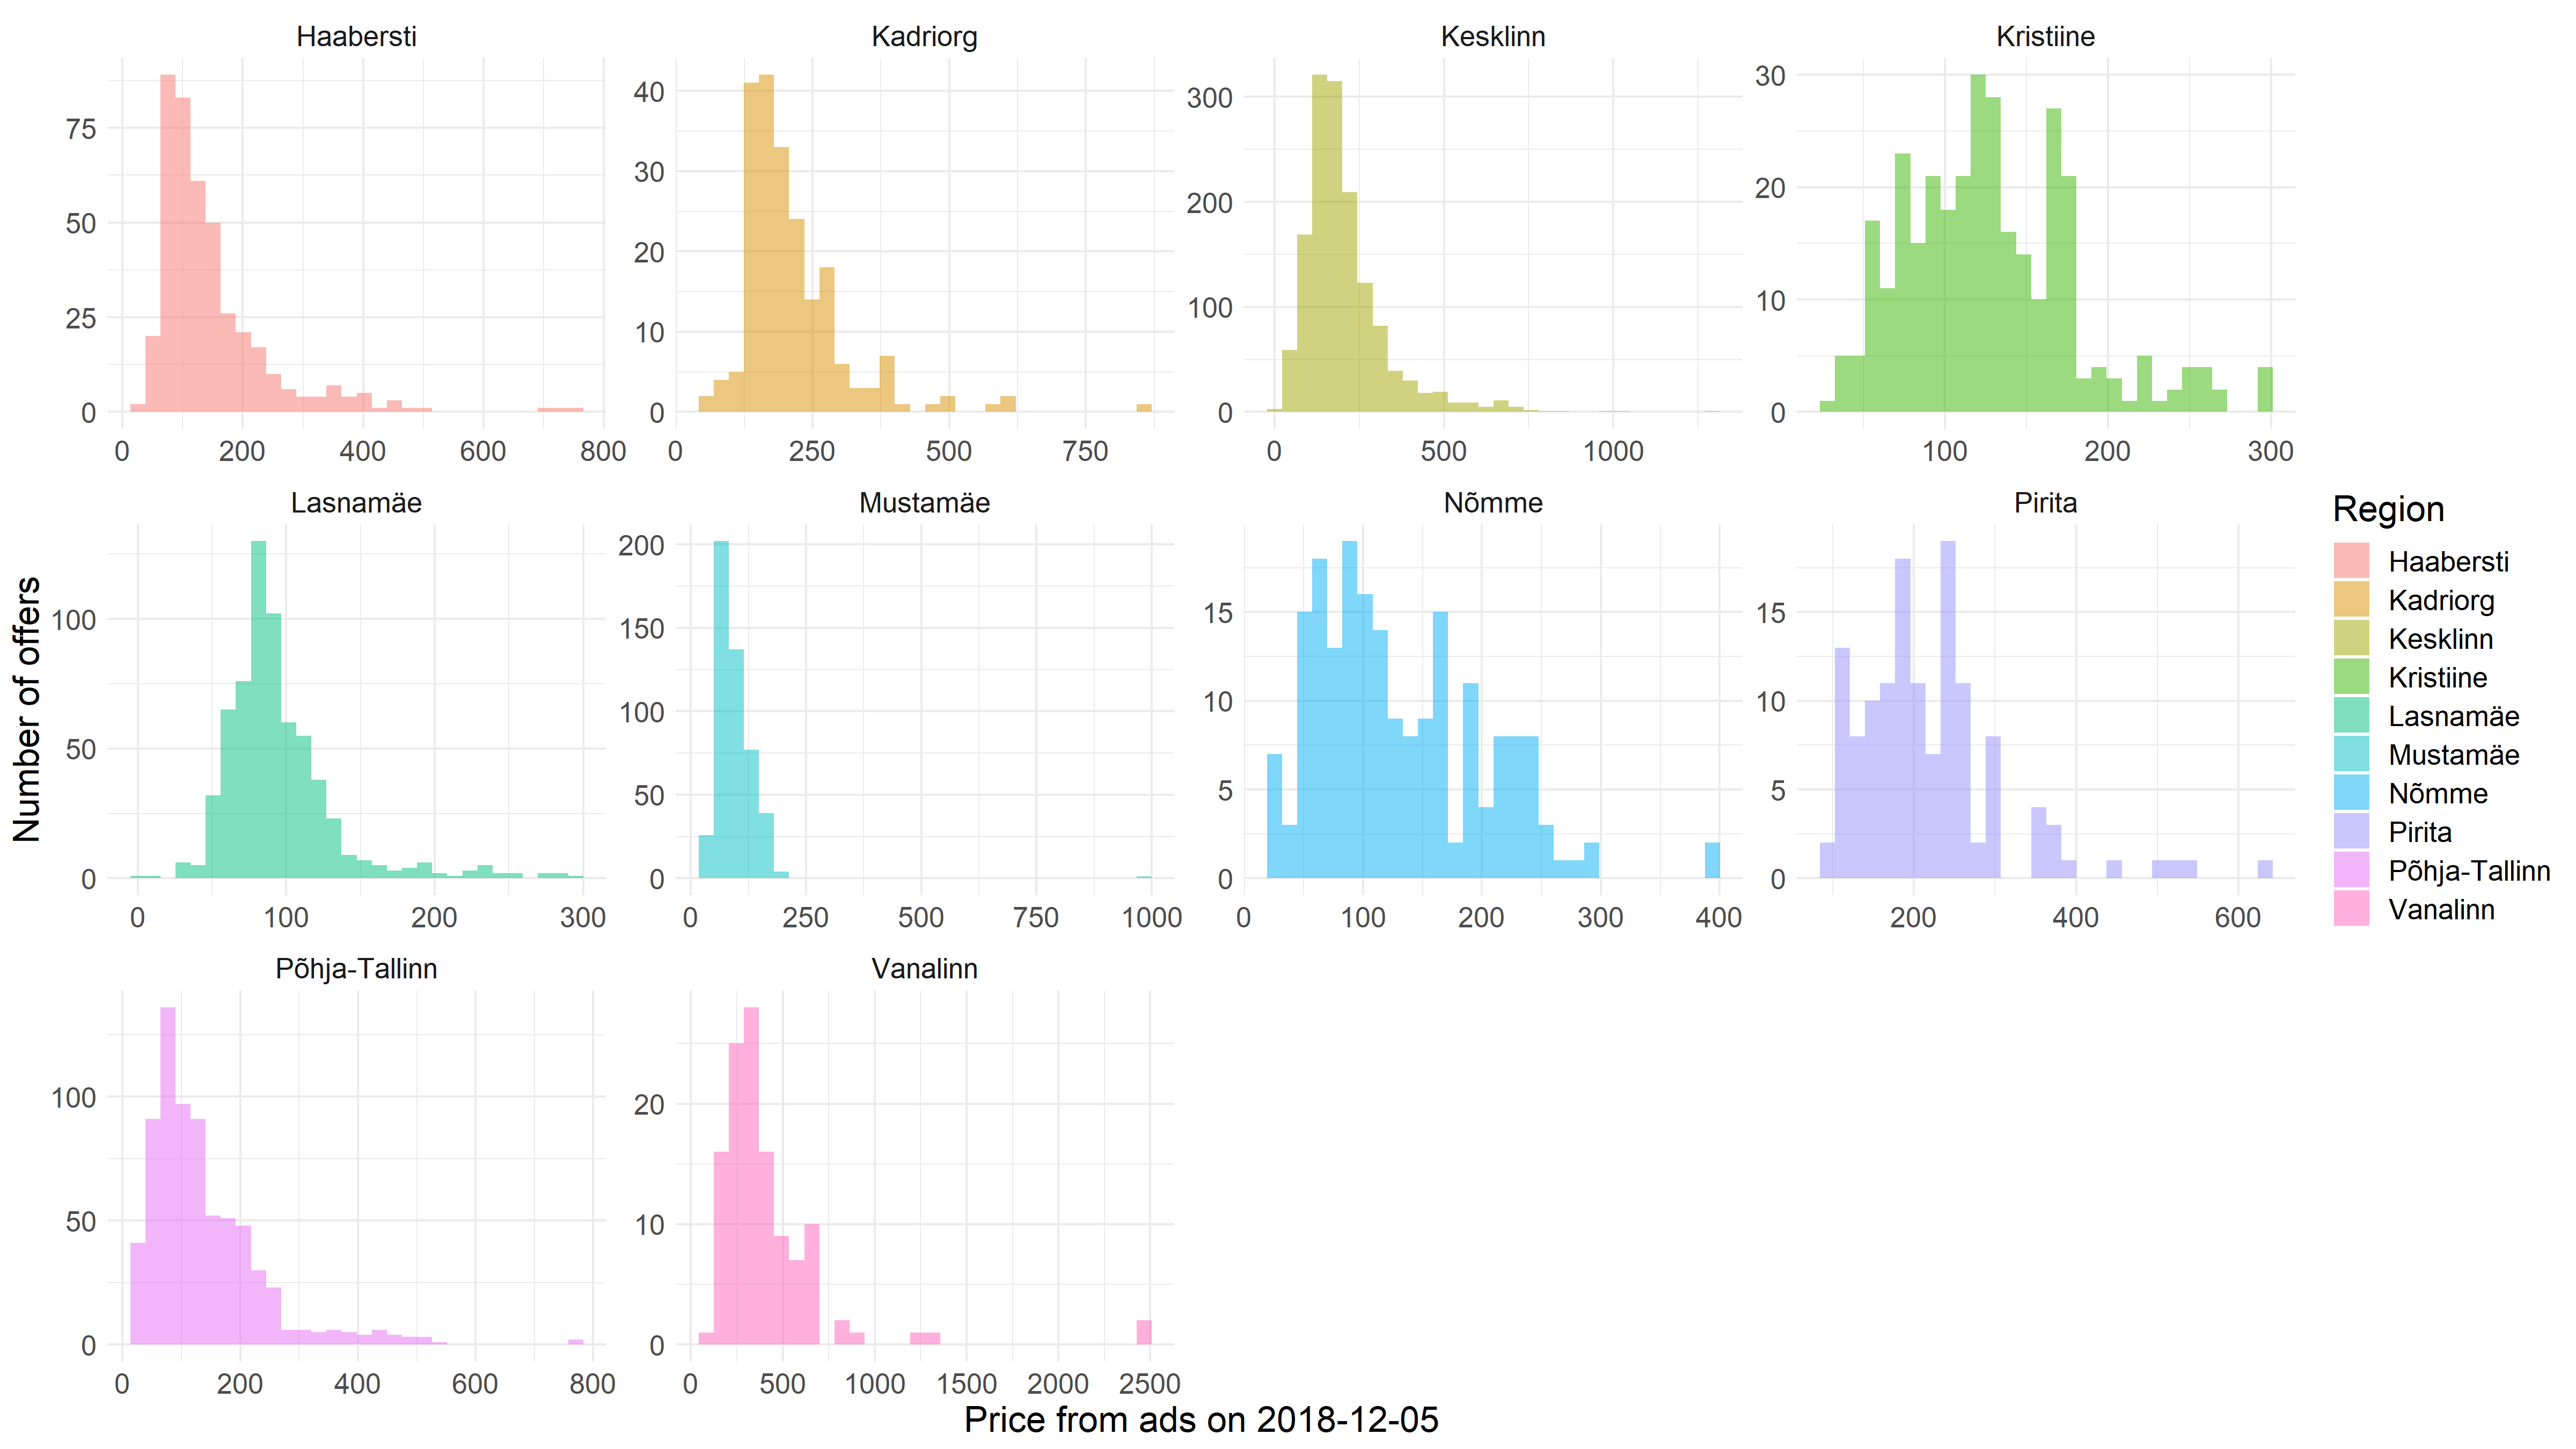 Haabersti
Kadriorg
Kesklinn
Kristiine
75
50
25
0
0 200 400 600 800
40
30
20
10
0
0 250 500 750
300
200
100
0
0 500 1000
30
20
10
0
100 200 300
Lasnamäe
Mustamäe
Nõmme
Pirita
100
50
0
0 100 200 300
200
150
100
50
0
0 250 500 750 1000
15
10
5
0
0 100 200 300 400
15
10
5
0
200 400 600
Põhja-Tallinn
Vanalinn
100
50
0
0 200 400 600 800
20
10
0
0 500 1000 1500 2000 2500
Number of offers
Price from ads on 2018-12-05
Region
Haabersti
Kadriorg
Kesklinn
Kristiine
Lasnamäe
Mustamäe
Nõmme
Pirita
Põhja-Tallinn
Vanalinn